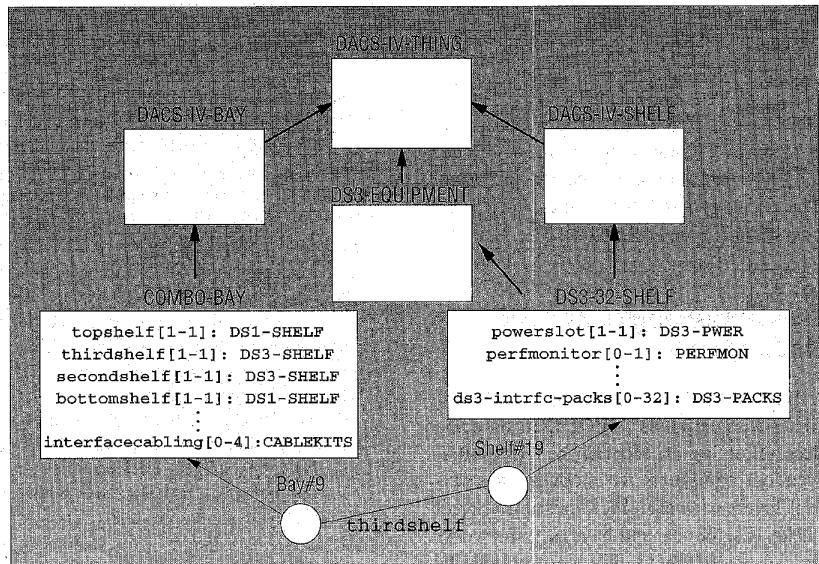 DACS-IV-THING
DACS-IV-BAY
DACS-IV-SHELF
DS3-EQUIPMENT
COMBO-BAY
DS3-32-SHELF
topshelf[1-1]: DS1-SHELF
thirdshelf[1-1]: DS3-SHELF
secondshelf[1-1]: DS3-SHELF
bottomshelf[1-1]: DS1-SHELF
interfacecabling[0-4]:CABLEKITS
powerslot[1-1]: DS3-PWER
perfmonitor[0-1]: PERFMON
ds3-intrfc-packs[0-32]: DS3-PACKS
Shelf#19
Bay#9
thirdshelf